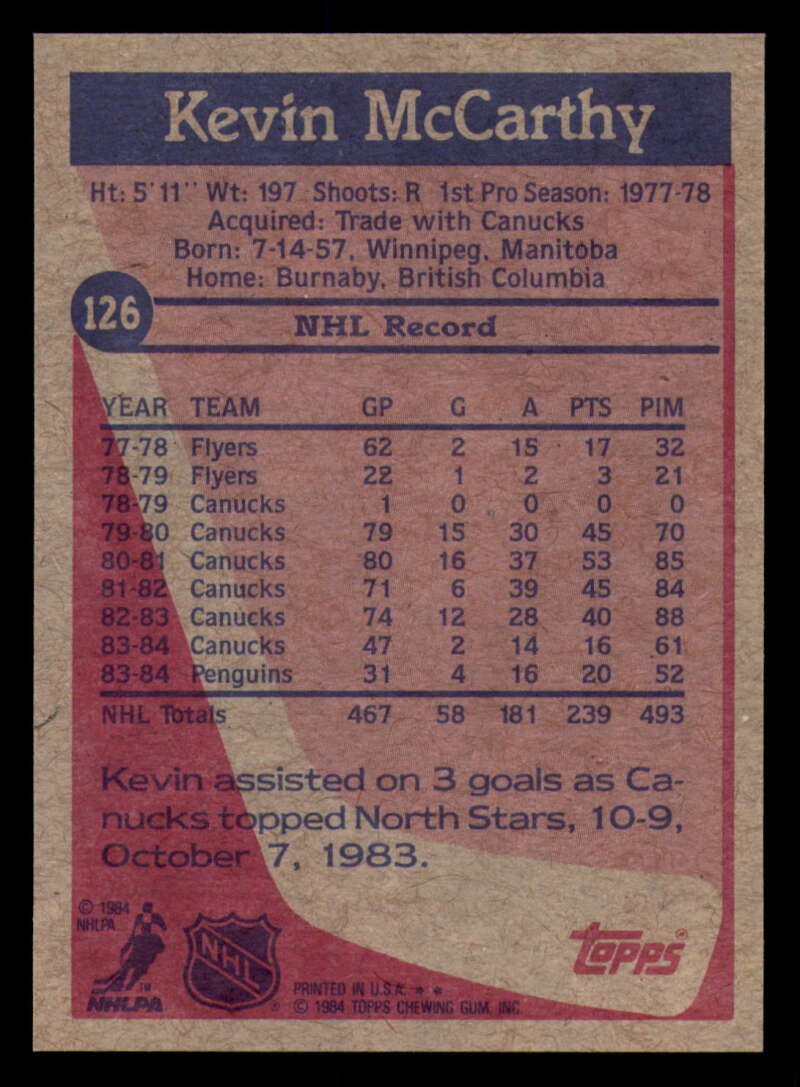 Kevin McCarthy
Ht: 5'11" Wt: 197 Shoots: R 1st Pro Season: 1977-78
Acquired: Trade with Canucks
Born: 7-14-57, Winnipeg, Manitoba
Home: Burnaby, British Columbia
126
NHL Record
YEAR TEAM GP G A PTS PIM
77-78 Flyers 62 2 15 17 32
78-79 Flyers 22 1 2 3 21
78-79 Canucks 1 0 0 0 0
79-80 Canucks 79 15 30 45 70
80-81 Canucks 80 16 37 53 85
81-82 Canucks 71 6 39 45 84
82-83 Canucks 74 12 28 40 88
83-84 Canucks 47 2 14 16 61
83-84 Penguins 31 4 16 20 52
NHL Totals 467 58 181 239 493
Kevin assisted on 3 goals as Ca-
nucks topped North Stars, 10-9,
October 7, 1983.
© 1984
NHLPA
TM
NHLPA
NHL
®
topps®
PRINTED IN U.S.A. * *
© 1984 TOPPS CHEWING GUM, INC.